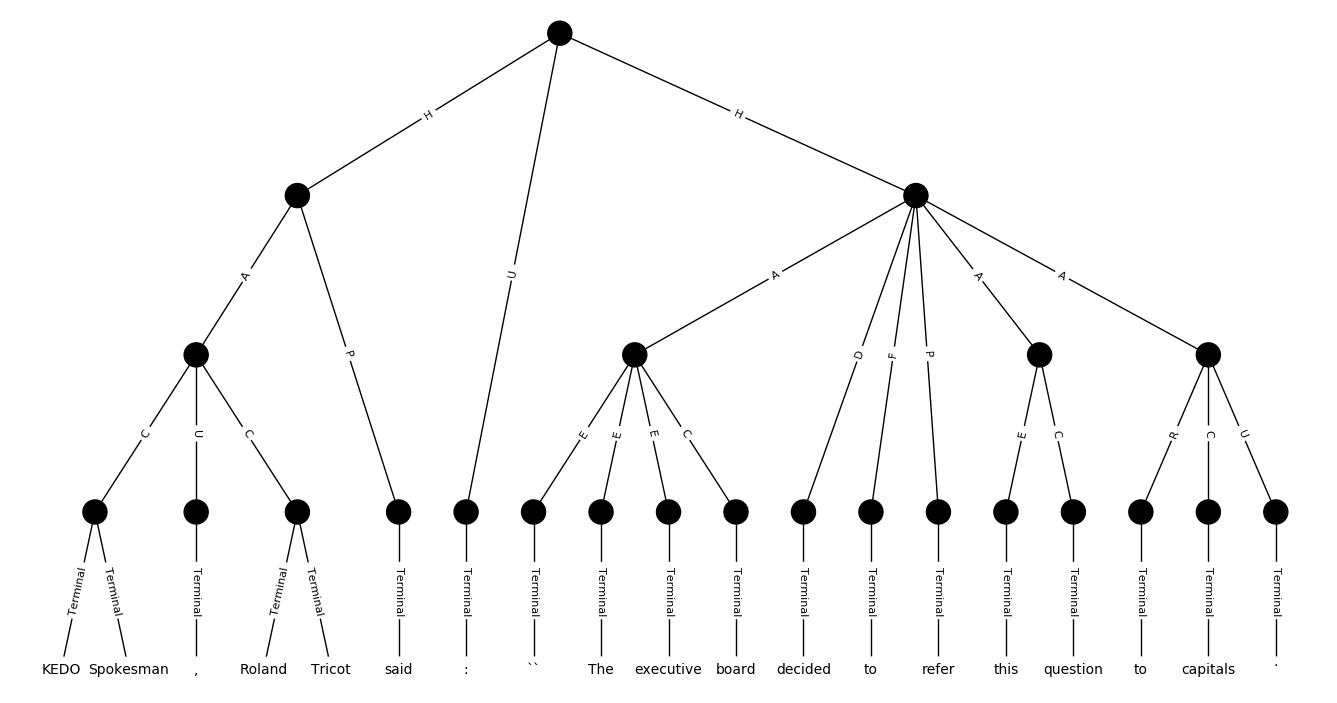 H H
U
A A A A
P D F P
C U C E E E C E C R C U
Terminal Terminal Terminal Terminal Terminal Terminal Terminal Terminal Terminal Terminal Terminal Terminal Terminal Terminal Terminal Terminal Terminal Terminal Terminal
KEDO Spokesman , Roland Tricot said : `` The executive board decided to refer this question to capitals .